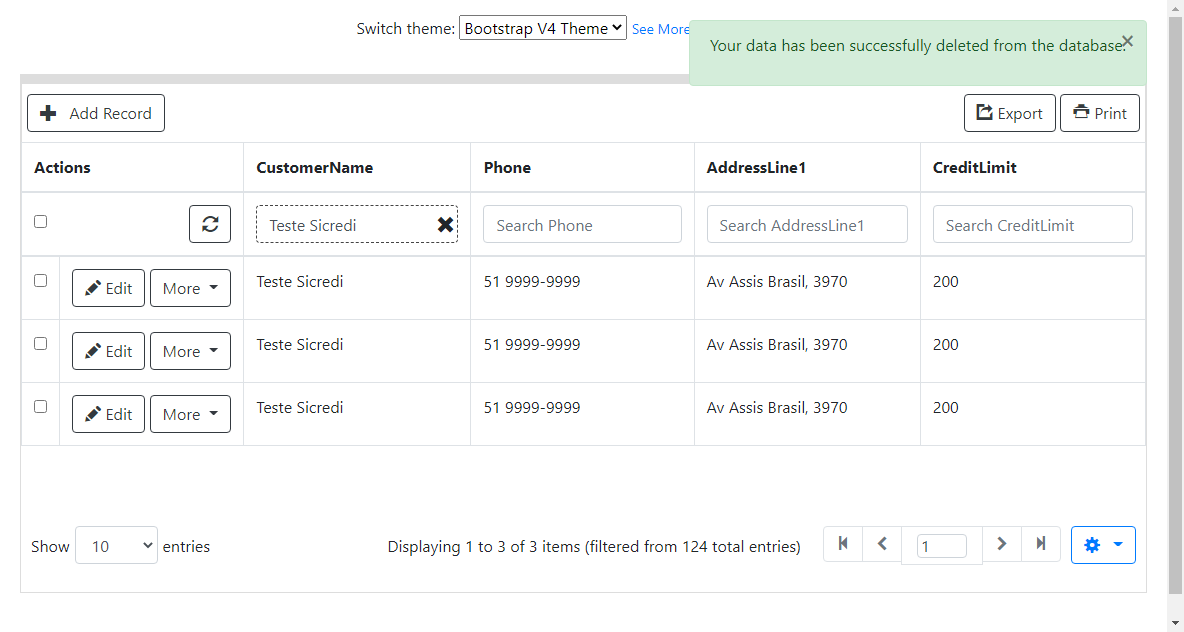 Switch theme: Bootstrap V4 Theme See More
Your data has been successfully deleted from the database.
Add Record Export Print
Actions CustomerName Phone AddressLine1 CreditLimit
Teste Sicredi Search Phone Search AddressLine1 Search CreditLimit
Edit More Teste Sicredi 51 9999-9999 Av Assis Brasil, 3970 200
Edit More Teste Sicredi 51 9999-9999 Av Assis Brasil, 3970 200
Edit More Teste Sicredi 51 9999-9999 Av Assis Brasil, 3970 200
Show 10 entries Displaying 1 to 3 of 3 items (filtered from 124 total entries) 1